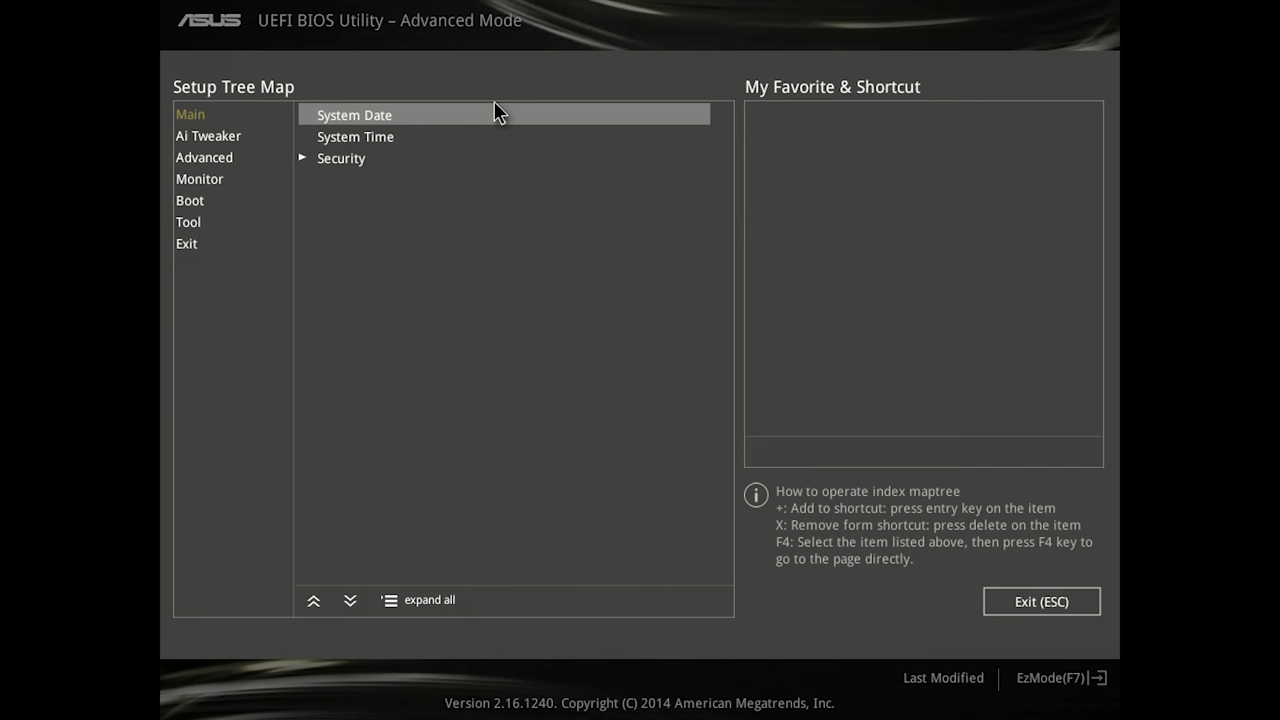 ASUS UEFI BIOS Utility – Advanced Mode
Setup Tree Map
Main
Ai Tweaker
Advanced
Monitor
Boot
Tool
Exit
System Date
System Time
Security
expand all
My Favorite & Shortcut
How to operate index maptree
+: Add to shortcut: press entry key on the item
X: Remove form shortcut: press delete on the item
F4: Select the item listed above, then press F4 key to
go to the page directly.
Exit (ESC)
Last Modified
EzMode(F7)
Version 2.16.1240. Copyright (C) 2014 American Megatrends, Inc.